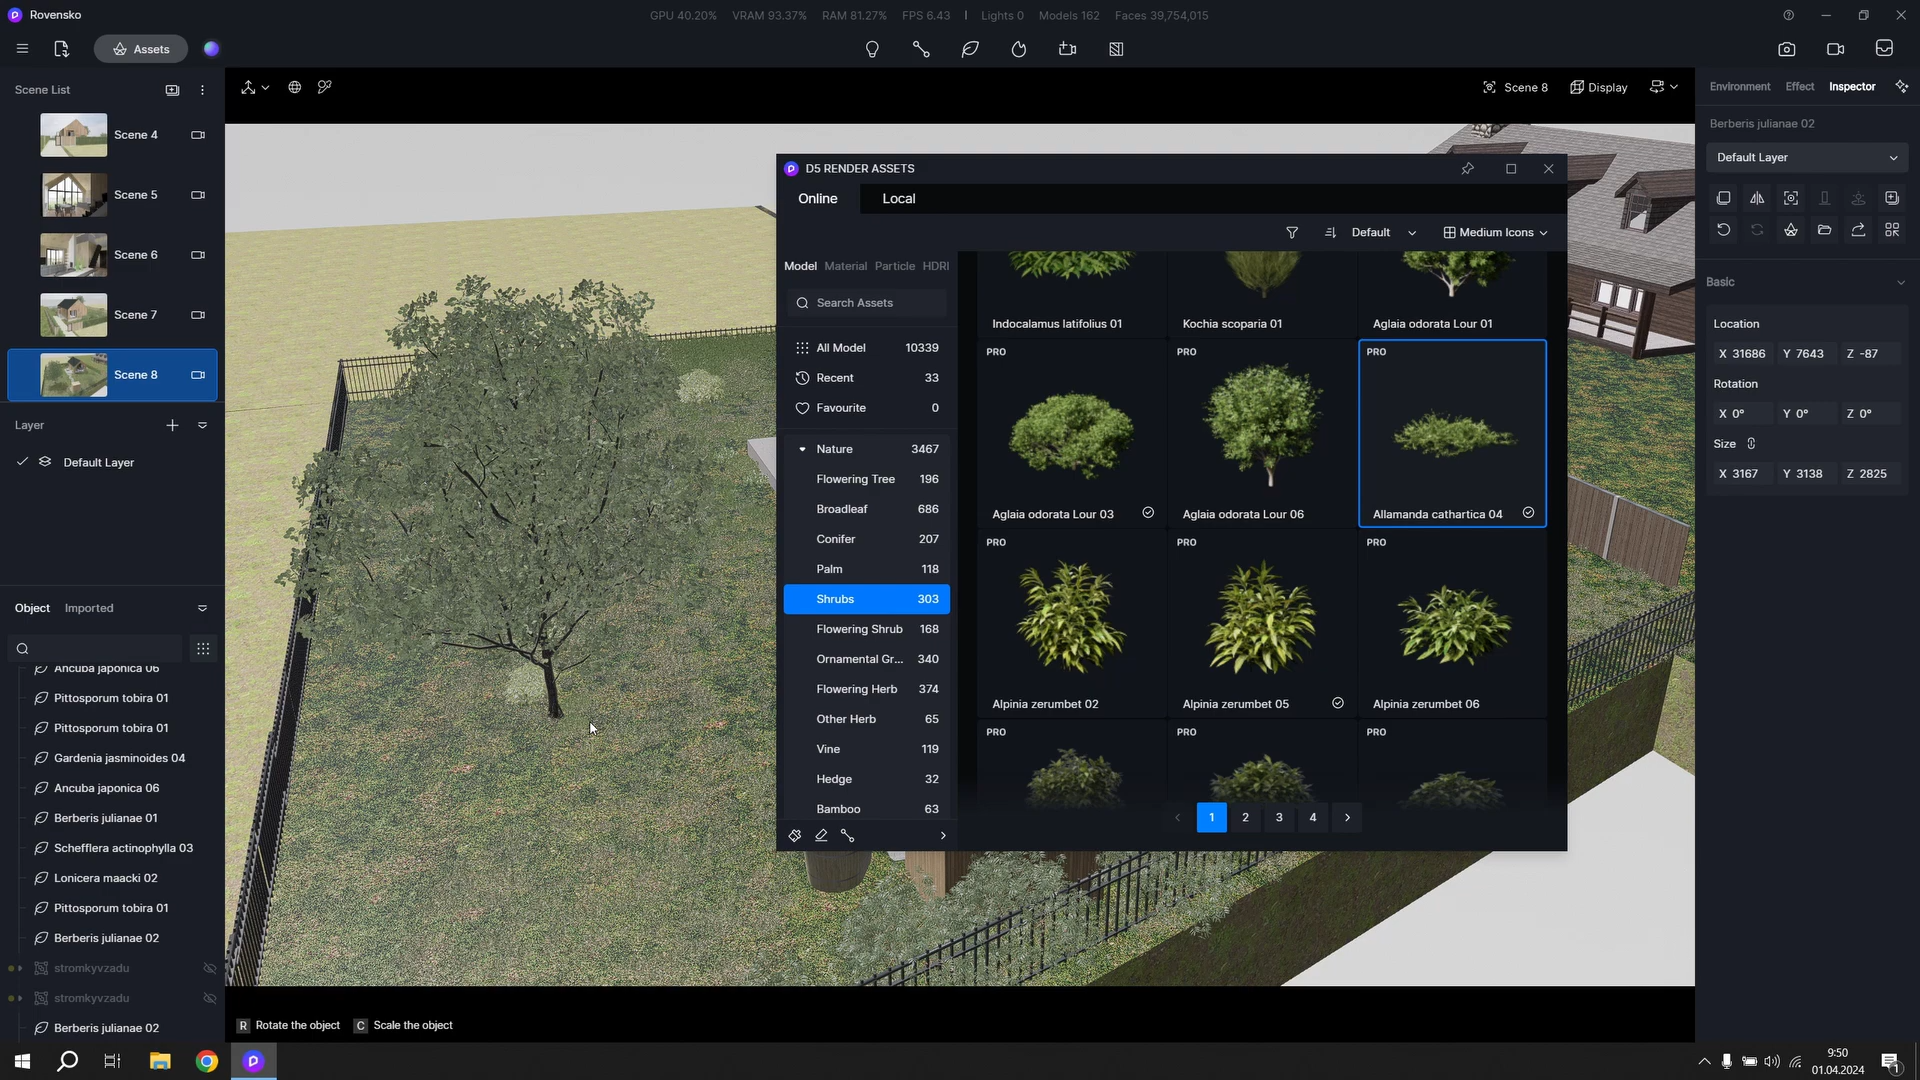 Rovensko
GPU 40.20% VRAM 93.37% RAM 81.27% FPS 6.43 | Lights 0 Models 162 Faces 39,754,015
Assets
Scene List
Scene 4
Scene 5
Scene 6
Scene 7
Scene 8
Layer
Default Layer
Object Imported
Ancuba japonica 06
Pittosporum tobira 01
Pittosporum tobira 01
Gardenia jasminoides 04
Ancuba japonica 06
Berberis julianae 01
Schefflera actinophylla 03
Lonicera maacki 02
Pittosporum tobira 01
Berberis julianae 02
stromkyvzadu
stromkyvzadu
Berberis julianae 02
Scene 8 Display
D5 RENDER ASSETS
Online Local
Default Medium Icons
Model Material Particle HDRI
Search Assets
All Model 10339
Recent 33
Favourite 0
Nature 3467
Flowering Tree 196
Broadleaf 686
Conifer 207
Palm 118
Shrubs 303
Flowering Shrub 168
Ornamental Gr... 340
Flowering Herb 374
Other Herb 65
Vine 119
Hedge 32
Bamboo 63
Indocalamus latifolius 01 Kochia scoparia 01 Aglaia odorata Lour 01
PRO PRO PRO
Aglaia odorata Lour 03 Aglaia odorata Lour 06 Allamanda cathartica 04
PRO PRO PRO
Alpinia zerumbet 02 Alpinia zerumbet 05 Alpinia zerumbet 06
PRO PRO PRO
< 1 2 3 4 >
R Rotate the object C Scale the object
Environment Effect Inspector
Berberis julianae 02
Default Layer
Basic
Location
X 31686 Y 7643 Z -87
Rotation
X 0° Y 0° Z 0°
Size
X 3167 Y 3138 Z 2825
9:50
01.04.2024
1